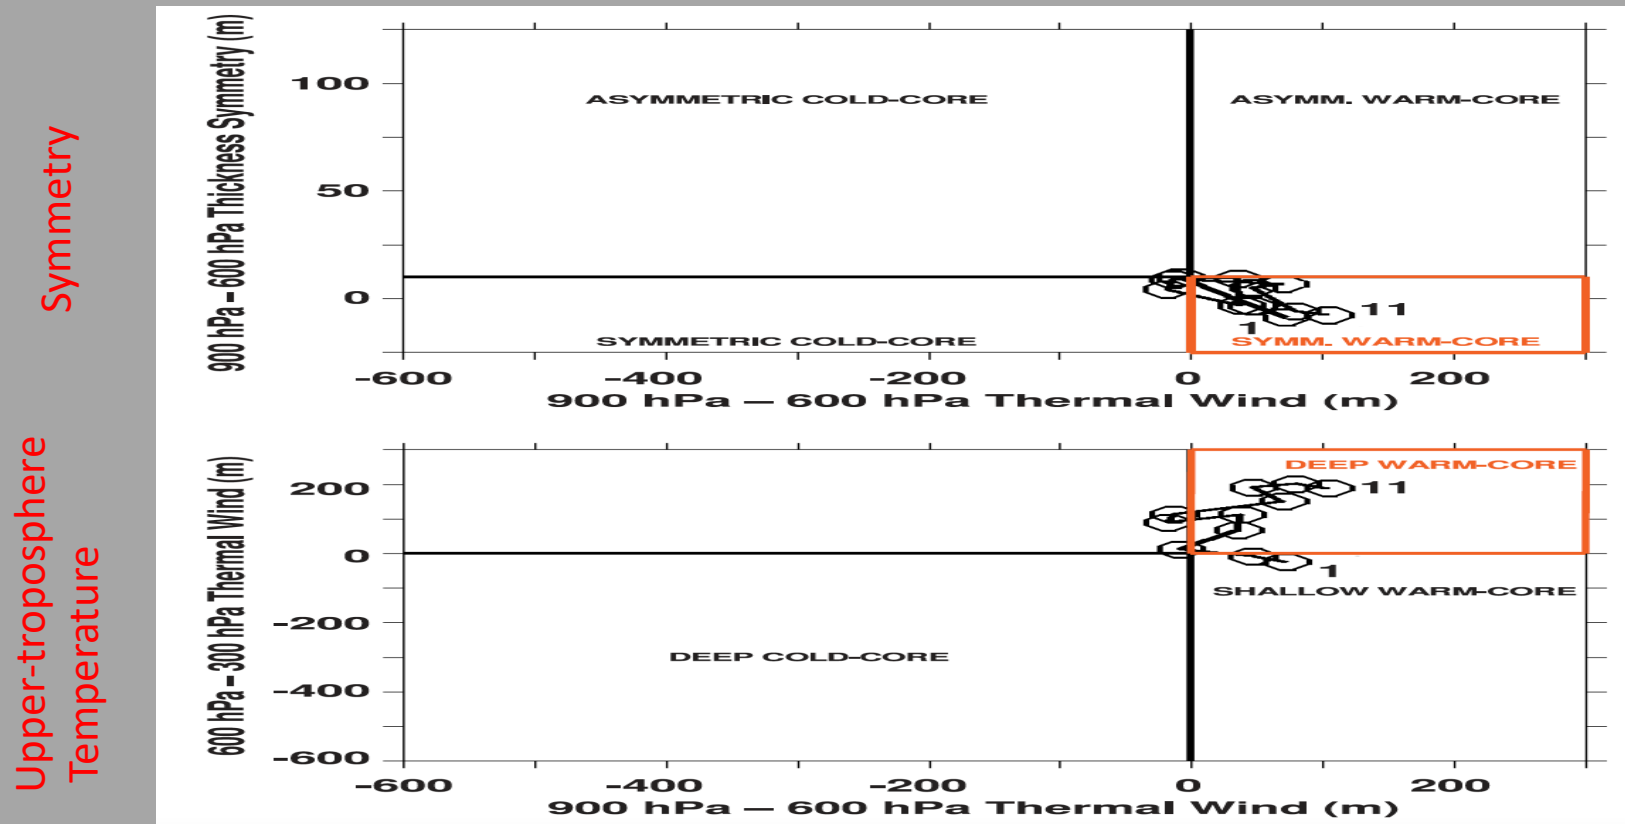 Symmetry
900 hPa - 600 hPa Thickness Symmetry (m)
100
50
0
ASYMMETRIC COLD-CORE
ASYMM. WARM-CORE
11
1
SYMMETRIC COLD-CORE
SYMM. WARM-CORE
-600
-400
-200
0
200
900 hPa – 600 hPa Thermal Wind (m)
Upper-troposphere
Temperature
600 hPa - 300 hPa Thermal Wind (m)
200
0
-200
-400
-600
DEEP WARM-CORE
11
1
SHALLOW WARM-CORE
DEEP COLD-CORE
-600
-400
-200
0
200
900 hPa – 600 hPa Thermal Wind (m)